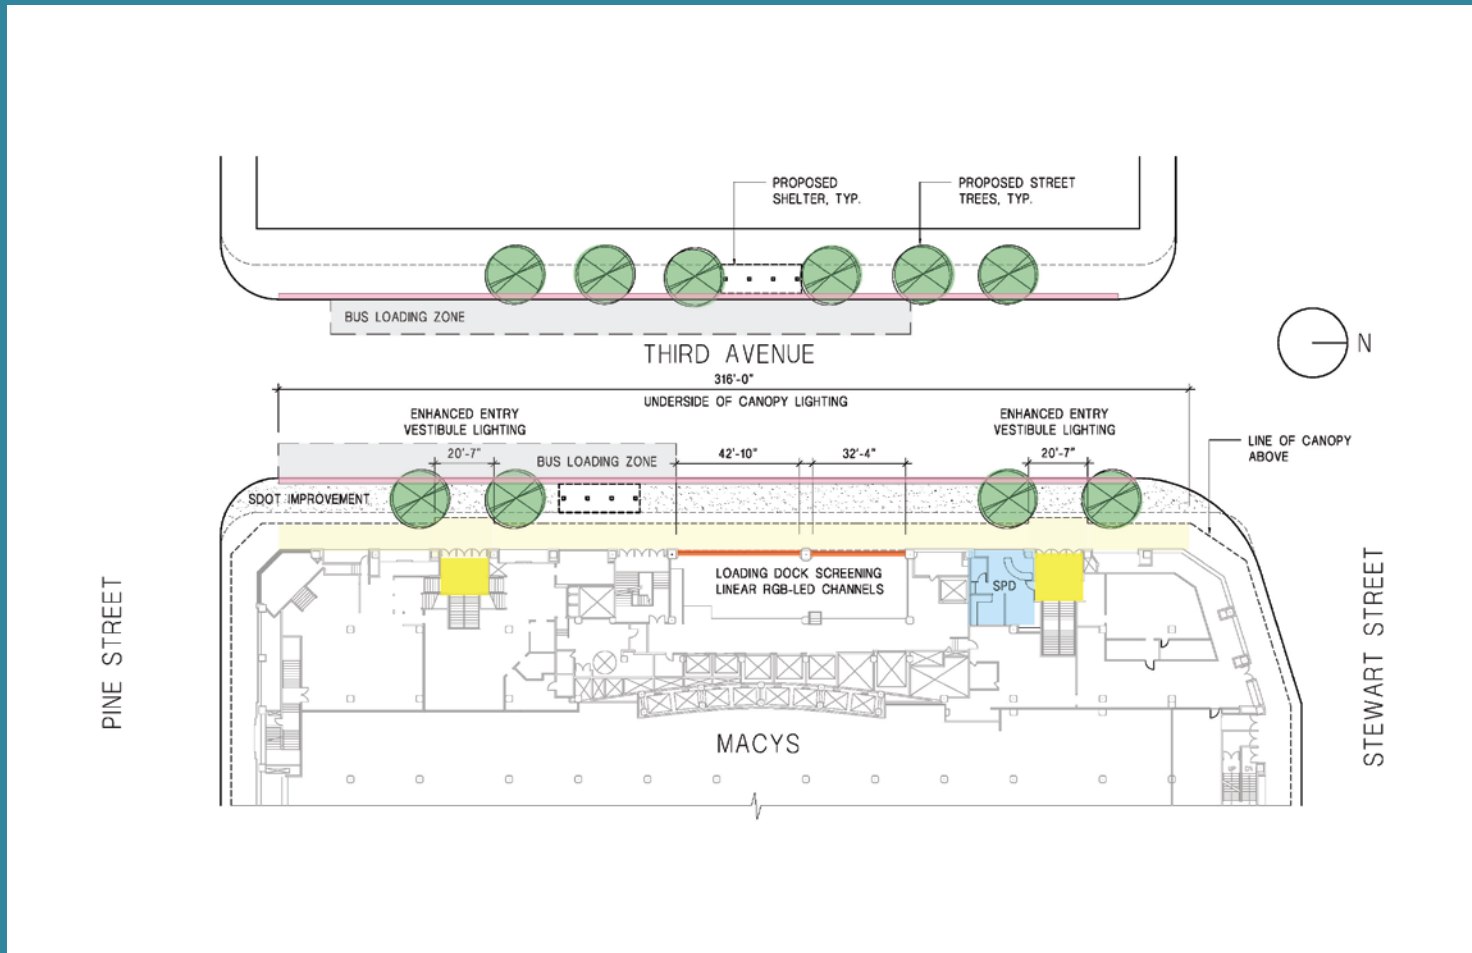 PROPOSED
SHELTER, TYP.
PROPOSED STREET
TREES, TYP.
BUS LOADING ZONE
THIRD AVENUE
N
316'-0"
UNDERSIDE OF CANOPY LIGHTING
ENHANCED ENTRY
VESTIBULE LIGHTING
ENHANCED ENTRY
VESTIBULE LIGHTING
LINE OF CANOPY
ABOVE
20'-7"
BUS LOADING ZONE
42'-10"
32'-4"
20'-7"
SDOT IMPROVEMENT
LOADING DOCK SCREENING
LINEAR RGB-LED CHANNELS
SPD
PINE STREET
STEWART STREET
MACYS